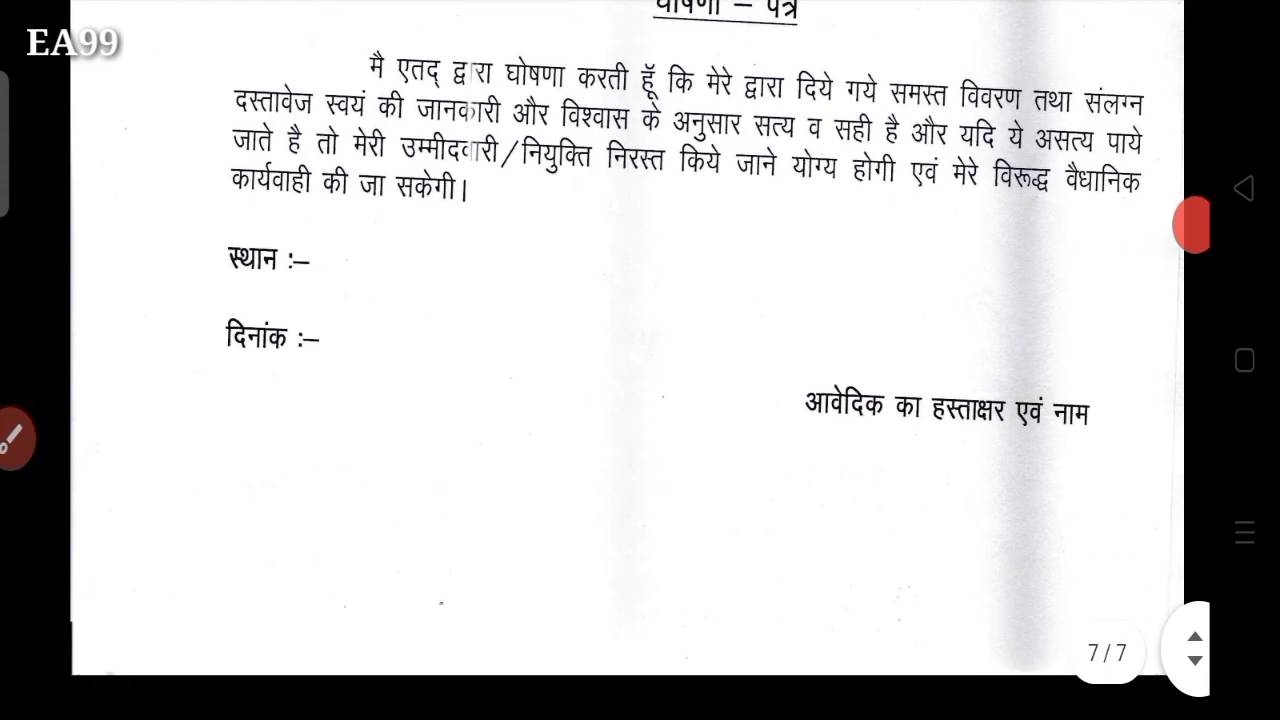 EA99
घोषणा – पत्र
मै एतद् द्वारा घोषणा करती हूॅ कि मेरे द्वारा दिये गये समस्त विवरण तथा संलग्न
दस्तावेज स्वयं की जानकारी और विश्वास के अनुसार सत्य व सही है और यदि ये असत्य पाये
जाते है तो मेरी उम्मीदवारी/नियुक्ति निरस्त किये जाने योग्य होगी एवं मेरे विरूद्ध वैधानिक
कार्यवाही की जा सकेगी।
स्थान :–
दिनांक :–
आवेदिक का हस्ताक्षर एवं नाम
7/7